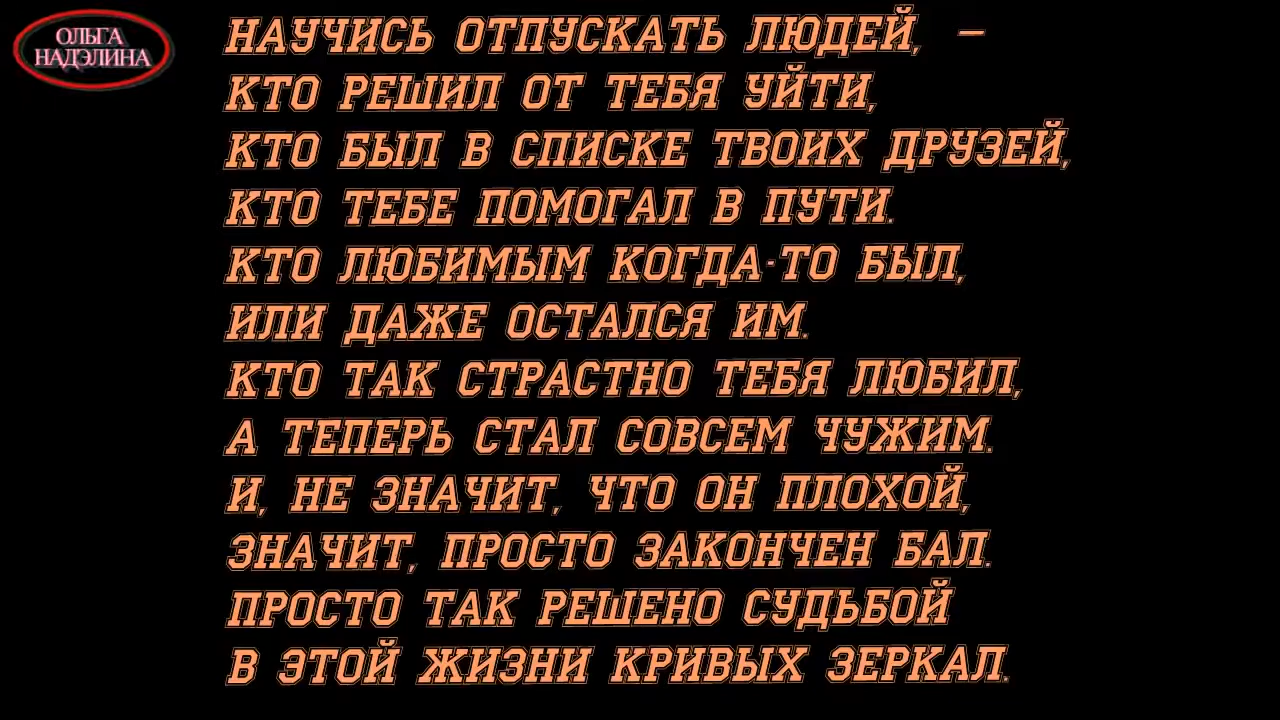 ОЛЬГА
НАДЭЛИНА
НАУЧИСЬ ОТПУСКАТЬ ЛЮДЕЙ, –
КТО РЕШИЛ ОТ ТЕБЯ УЙТИ,
КТО БЫЛ В СПИСКЕ ТВОИХ ДРУЗЕЙ,
КТО ТЕБЕ ПОМОГАЛ В ПУТИ.
КТО ЛЮБИМЫМ КОГДА-ТО БЫЛ,
ИЛИ ДАЖЕ ОСТАЛСЯ ИМ.
КТО ТАК СТРАСТНО ТЕБЯ ЛЮБИЛ,
А ТЕПЕРЬ СТАЛ СОВСЕМ ЧУЖИМ.
И, НЕ ЗНАЧИТ, ЧТО ОН ПЛОХОЙ,
ЗНАЧИТ, ПРОСТО ЗАКОНЧЕН БАЛ.
ПРОСТО ТАК РЕШЕНО СУДЬБОЙ
В ЭТОЙ ЖИЗНИ КРИВЫХ ЗЕРКАЛ.